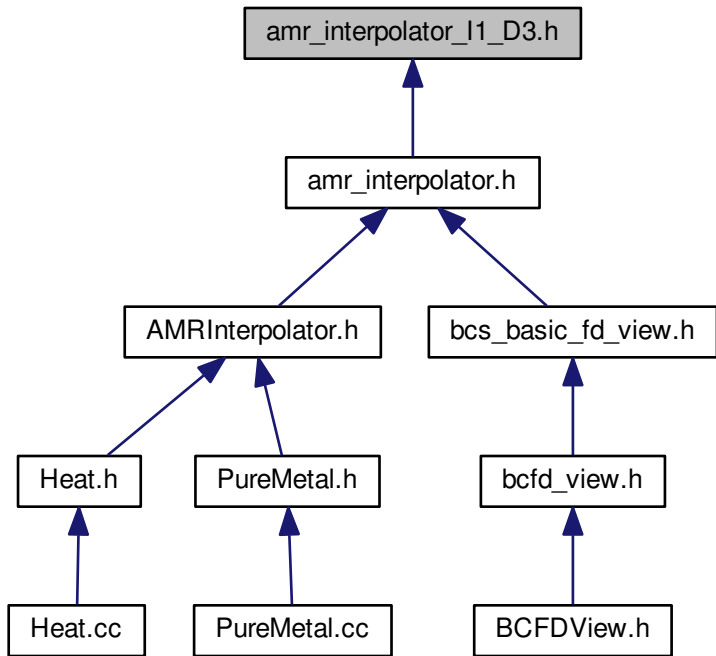 amr_interpolator_I1_D3.h
amr_interpolator.h
AMRInterpolator.h
bcs_basic_fd_view.h
Heat.h
PureMetal.h
bcfd_view.h
Heat.cc
PureMetal.cc
BCFDView.h